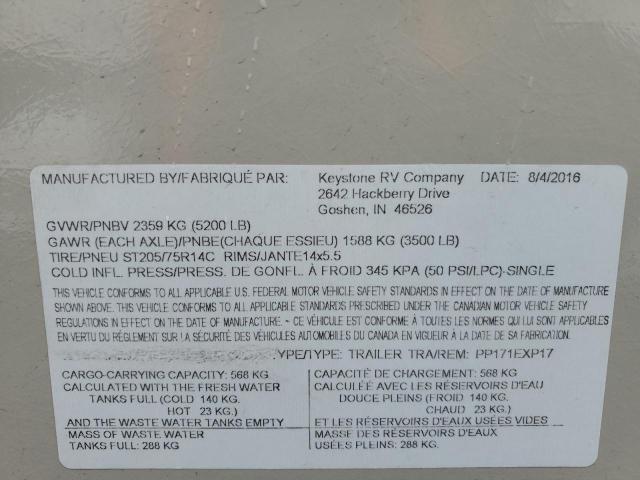 MANUFACTURED BY/FABRIQUÉ PAR: Keystone RV Company DATE: 8/4/2016
2642 Hackberry Drive
Goshen, IN 46526
GVWR/PNBV 2359 KG (5200 LB)
GAWR (EACH AXLE)/PNBE(CHAQUE ESSIEU) 1588 KG (3500 LB)
TIRE/PNEU ST205/75R14C RIMS/JANTE14x5.5
COLD INFL. PRESS/PRESS. DE GONFL. À FROID 345 KPA (50 PSI/LPC)-SINGLE
THIS VEHICLE CONFORMS TO ALL APPLICABLE U.S. FEDERAL MOTOR VEHICLE SAFETY STANDARDS IN EFFECT ON THE DATE OF MANUFACTURE
SHOWN ABOVE. THIS VEHICLE CONFORMS TO ALL APPLICABLE STANDARDS PRESCRIBED UNDER THE CANADIAN MOTOR VEHICLE SAFETY
REGULATIONS IN EFFECT ON THE DATE OF MANUFACTURE. - CE VÉHICULE EST CONFORME À TOUTES LES NORMES QUI LUI SONT APPLICABLES
EN VERTU DU RÈGLEMENT SUR LA SÉCURITÉ DES VÉHICULES AUTOMOBILES DU CANADA EN VIGUEUR À LA DATE DE SA FABRICATION
TYPE/TYPE: TRAILER TRA/REM: PP171EXP17
CARGO-CARRYING CAPACITY: 568 KG.
CALCULATED WITH THE FRESH WATER
TANKS FULL (COLD 140 KG.
HOT 23 KG.)
AND THE WASTE WATER TANKS EMPTY
MASS OF WASTE WATER
TANKS FULL: 288 KG
CAPACITÉ DE CHARGEMENT: 568 KG
CALCULÉE AVEC LES RÉSERVOIRS D'EAU
DOUCE PLEINS (FROID: 140 KG.
CHAUD 23 KG.)
ET LES RÉSERVOIRS D'EAUX USÉES VIDES
MASSE DES RÉSERVOIRS D'EAUX
USÉES PLEINS: 288 KG.